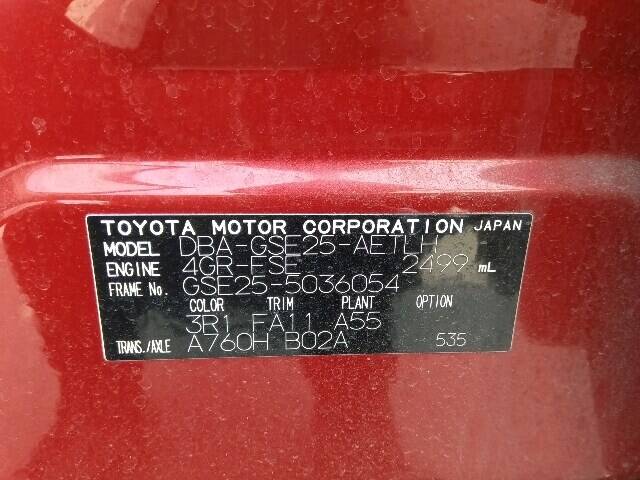 TOYOTA MOTOR CORPORATION JAPAN
MODEL DBA-GSE25-AETLH
ENGINE 4GR-FSE 2499 mL
FRAME No. GSE25-5036054
COLOR TRIM PLANT OPTION
3R1 FA11 A55
TRANS./AXLE A760H B02A 535